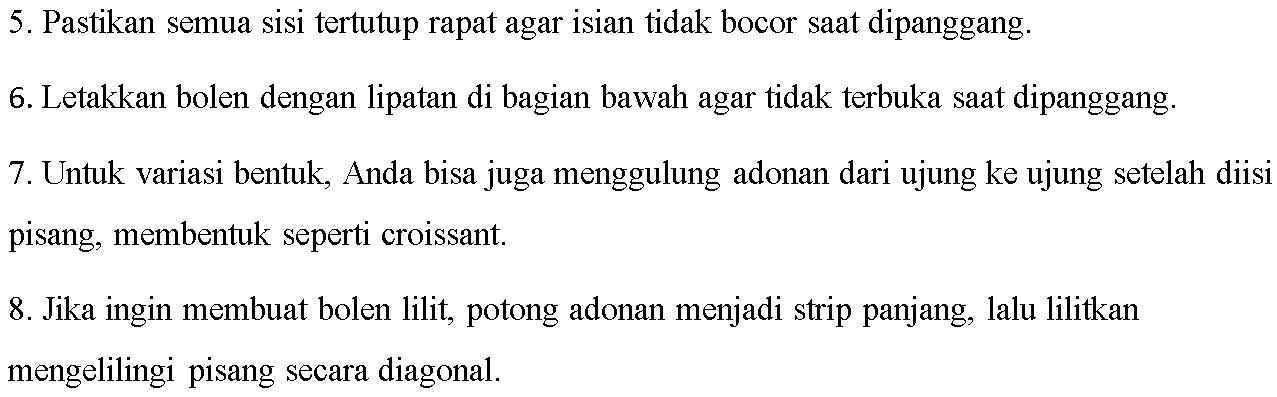 5. Pastikan semua sisi tertutup rapat agar isian tidak bocor saat dipanggang.
6. Letakkan bolen dengan lipatan di bagian bawah agar tidak terbuka saat dipanggang.
7. Untuk variasi bentuk, Anda bisa juga menggulung adonan dari ujung ke ujung setelah diisi
pisang, membentuk seperti croissant.
8. Jika ingin membuat bolen lilit, potong adonan menjadi strip panjang, lalu lilitkan
mengelilingi pisang secara diagonal.